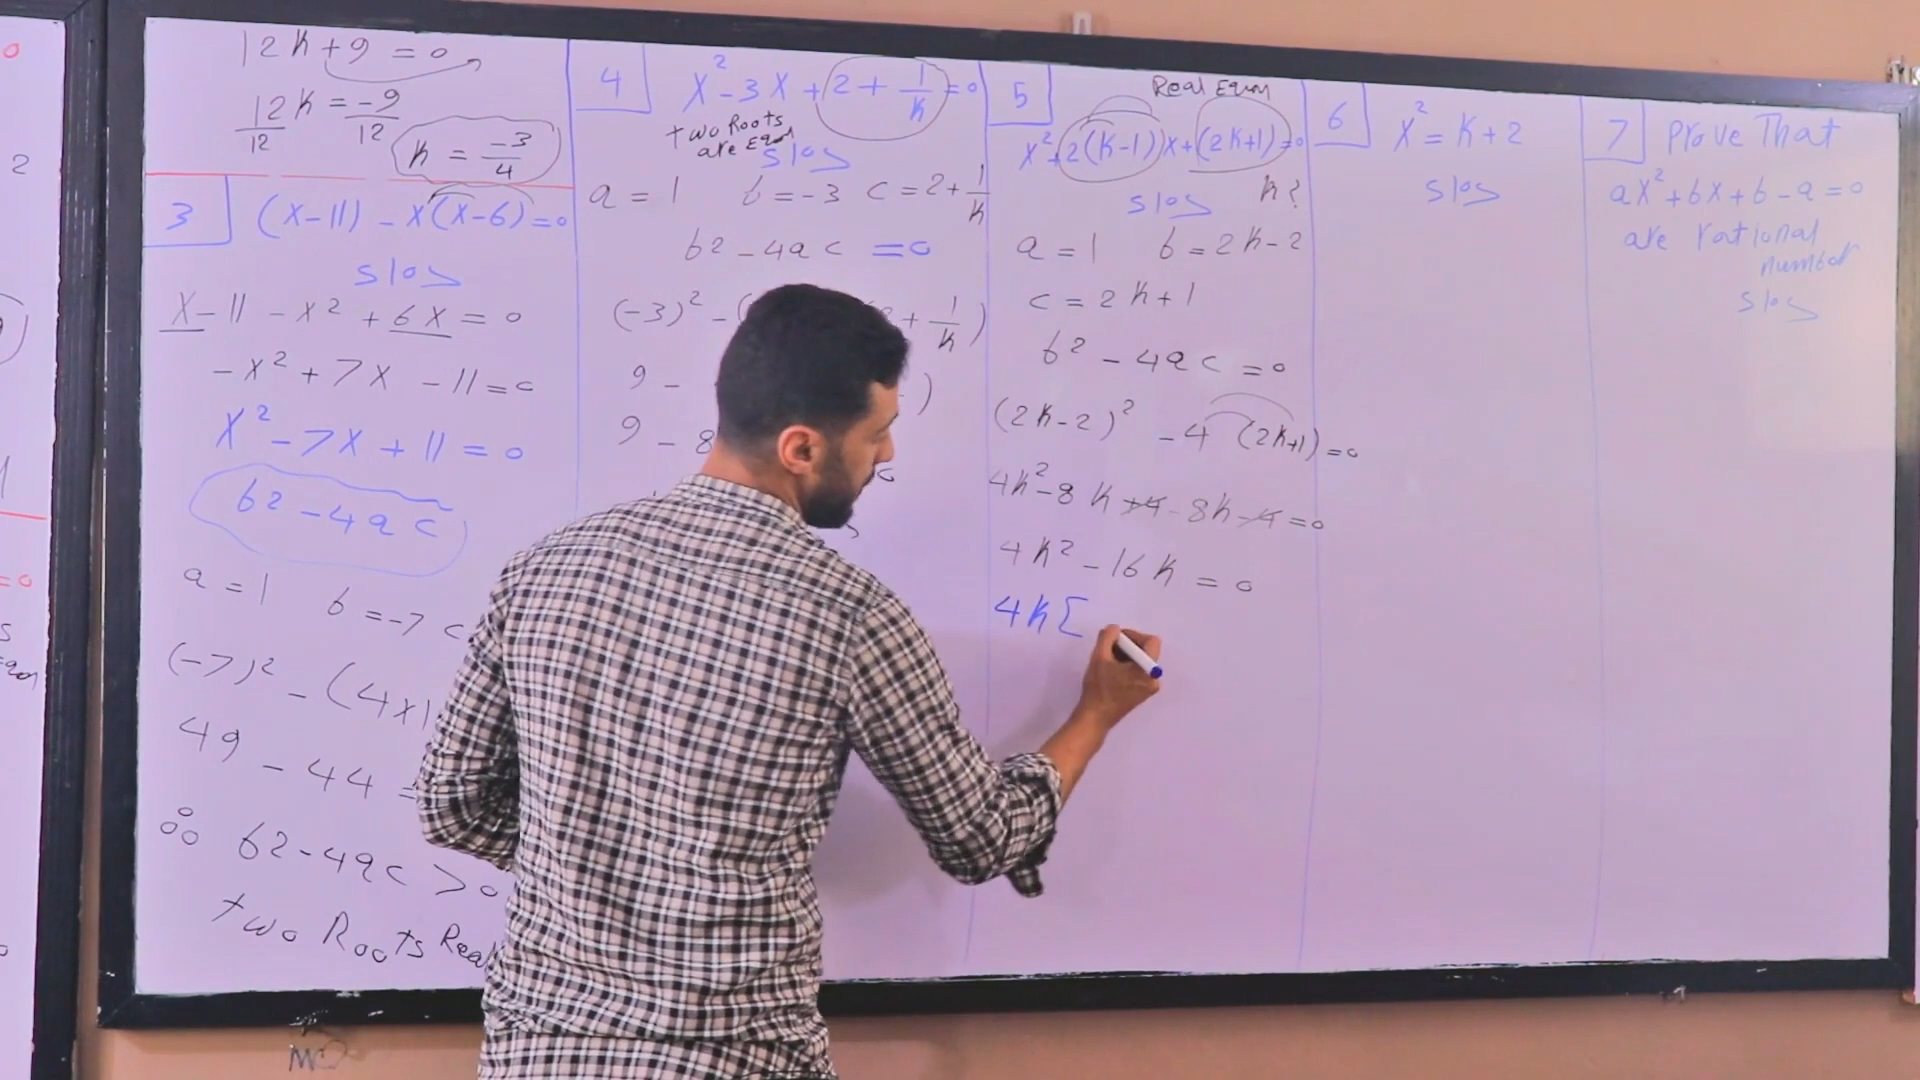 12K+9=0
12K = -9
12 12
K = -3/4
3
(x-11) - x(x-6)=0
slos
x-11-x²+6x=0
-x²+7x-11=0
x²-7x+11=0
b2-4ac
a=1 b=-7 c
(-7)²-(4x1
49-44=
∴ b2-4ac>0
two Roots Real
4
x²-3x+2+1/K=0
two Roots
are Equal
slos
a=1 b=-3 c=2+1/K
b2-4ac=0
(-3)²-( +1/K)
9-
9-8
5
Real Equal
x²+2(K-1)x+(2K+1)=0
slos K?
a=1 b=2K-2
c=2K+1
b2-4ac=0
(2K-2)²-4(2K+1)=0
4K²-8K+4-8K-4=0
4K²-16K=0
4K[
6
x²=K+2
slos
7
Prove That
ax²+bx+b-a=0
are rational
number
slos
0
2
=0